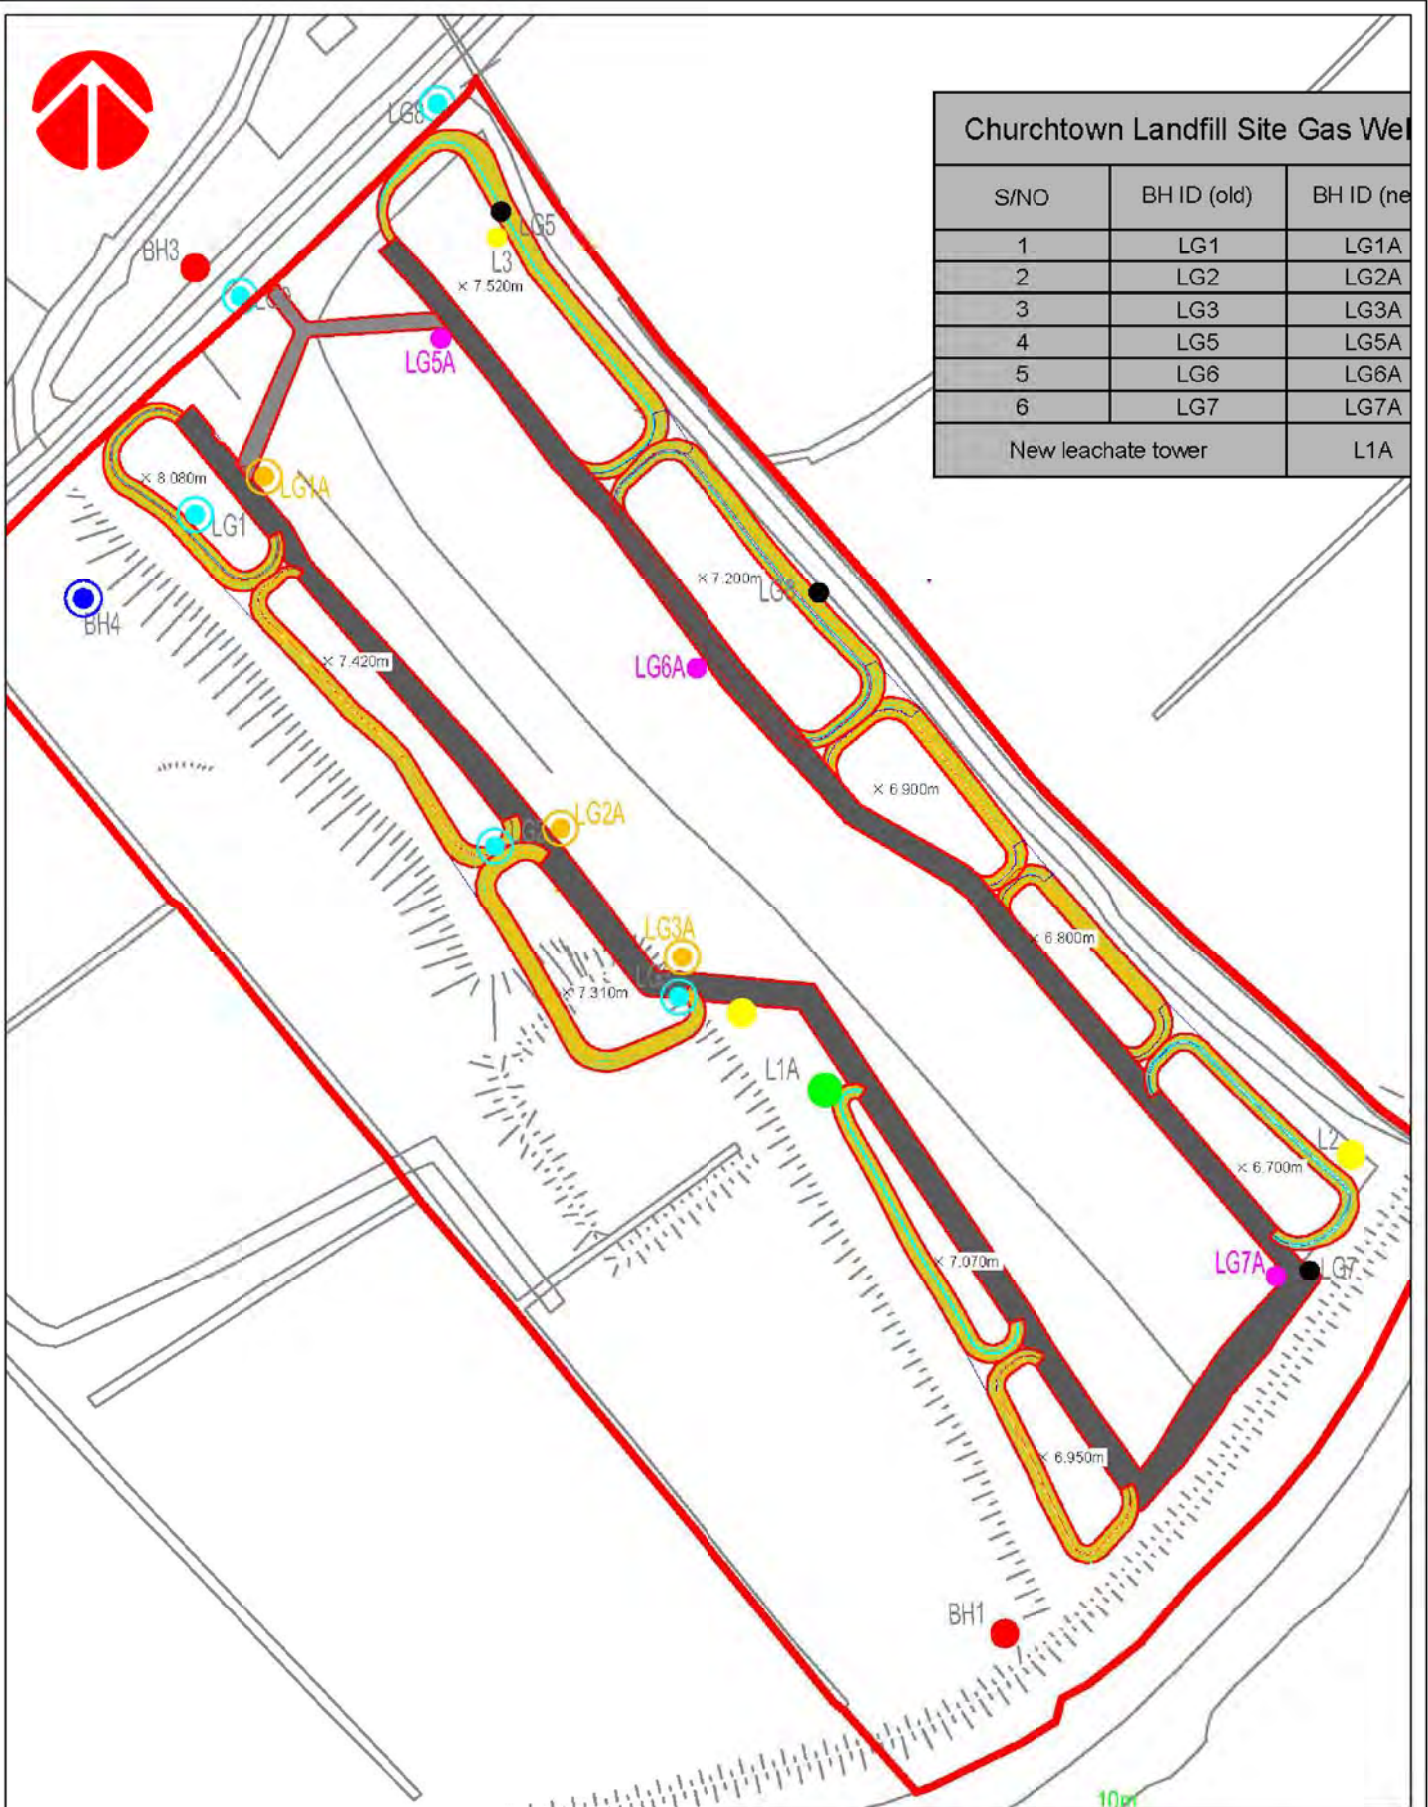 LG8
Churchtown Landfill Site Gas Wel
S/NO BH ID (old) BH ID (ne
1 LG1 LG1A
2 LG2 LG2A
3 LG3 LG3A
4 LG5 LG5A
5 LG6 LG6A
6 LG7 LG7A
New leachate tower L1A
LG5
BH3
L3
× 7.520m
LG5A
× 8.080m
LG1A
LG1
× 7.200m
BH4
× 7.420m
LG6A
× 6.900m
LG2A
LG3A
× 6.800m
× 7.310m
L1A
L2
× 6.700m
× 7.070m
LG7A
LG7
× 6.950m
BH1
10m